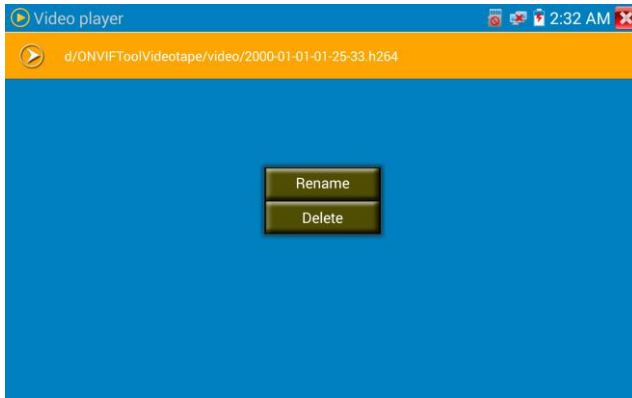 Video player
2:32 AM
d/ONVIFToolVideotape/video/2000-01-01-01-25-33.h264
Rename
Delete